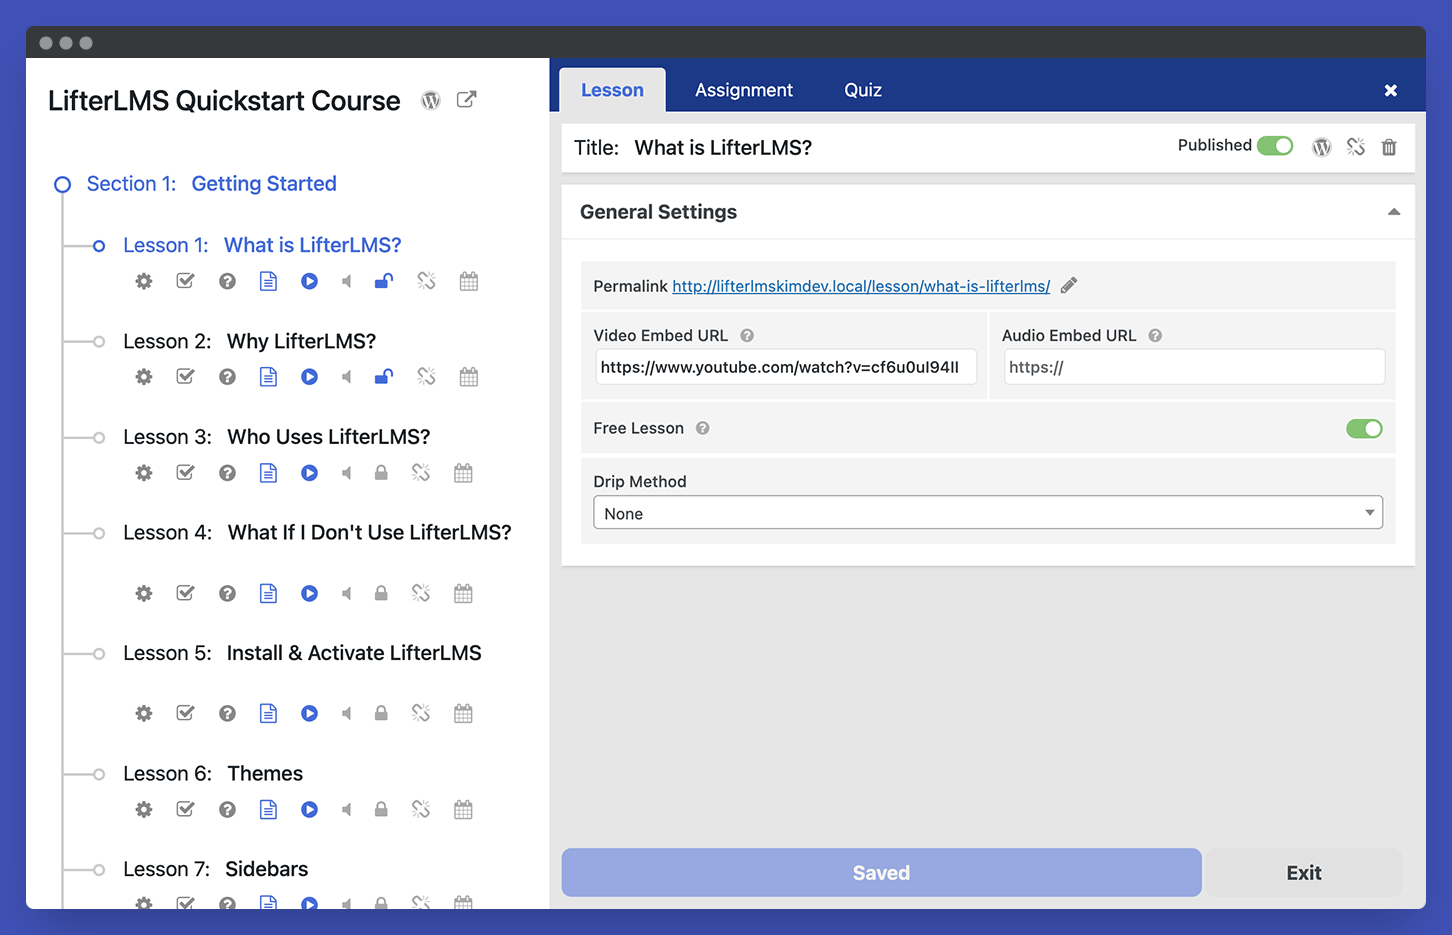 LifterLMS Quickstart Course
Section 1: Getting Started
Lesson 1: What is LifterLMS?
Lesson 2: Why LifterLMS?
Lesson 3: Who Uses LifterLMS?
Lesson 4: What If I Don't Use LifterLMS?
Lesson 5: Install & Activate LifterLMS
Lesson 6: Themes
Lesson 7: Sidebars
Lesson Assignment Quiz
Title: What is LifterLMS? Published
General Settings
Permalink http://lifterlmskimdev.local/lesson/what-is-lifterlms/
Video Embed URL
https://www.youtube.com/watch?v=cf6u0uI94II
Audio Embed URL
https://
Free Lesson
Drip Method
None
Saved Exit